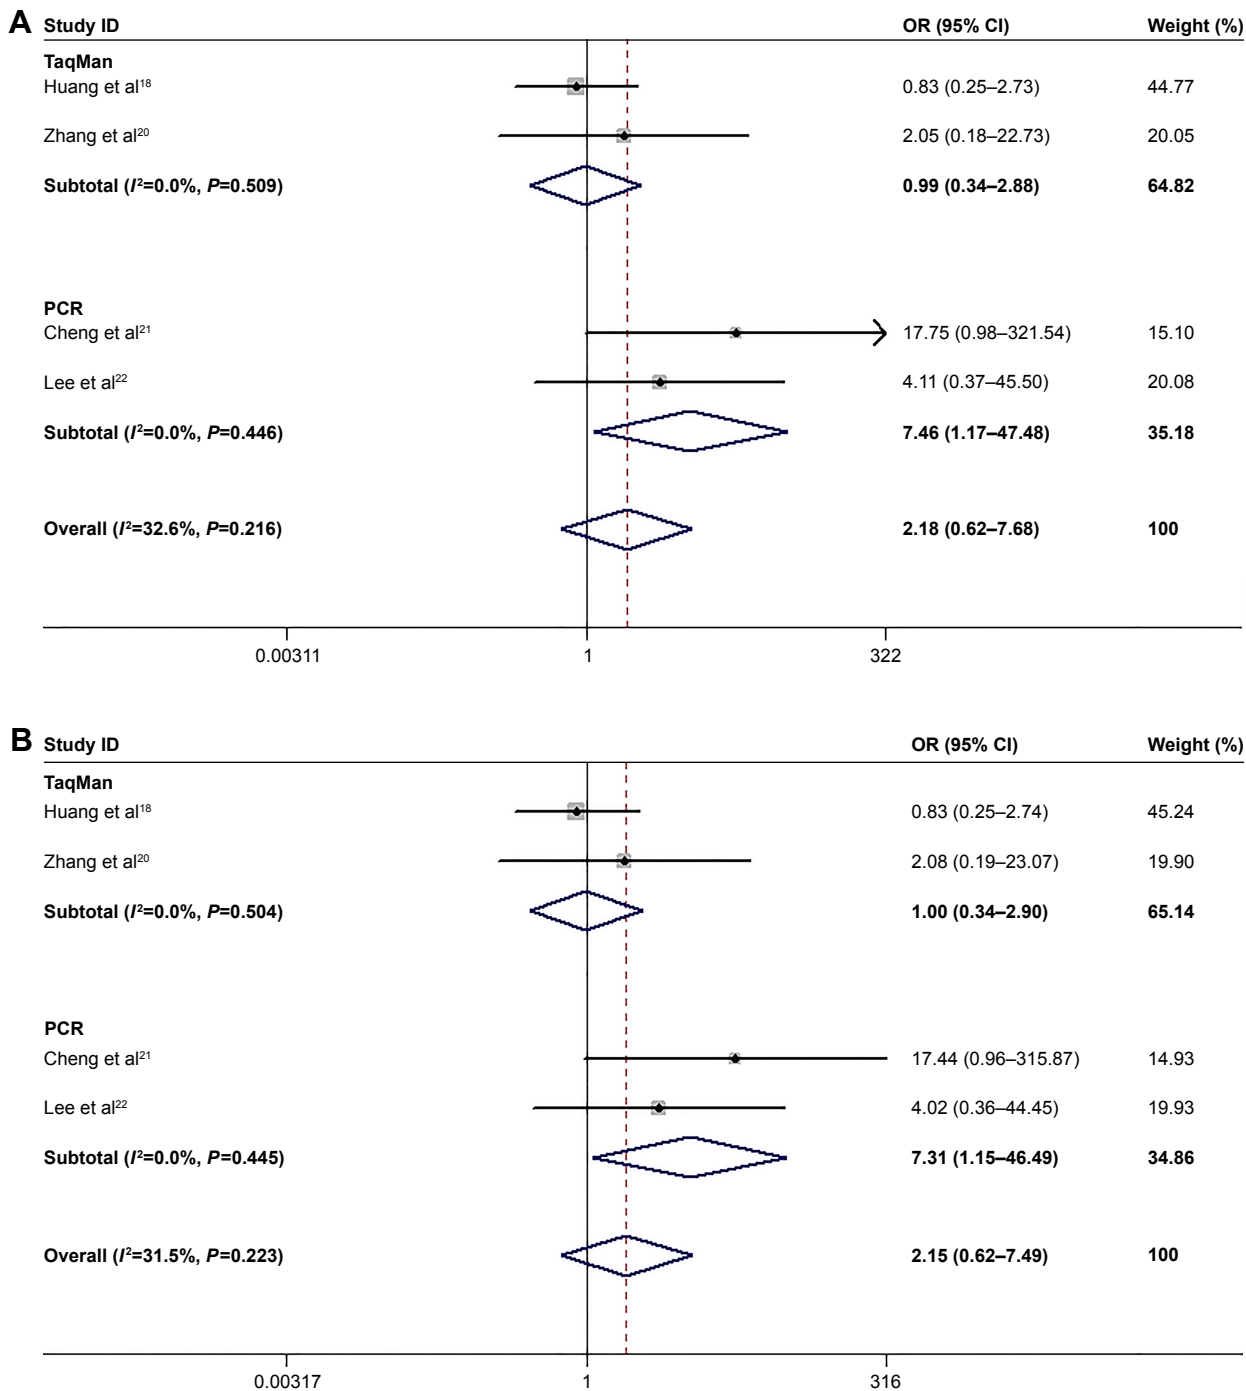 A Study ID OR (95% CI) Weight (%)
TaqMan
Huang et al18 0.83 (0.25–2.73) 44.77
Zhang et al20 2.05 (0.18–22.73) 20.05
Subtotal (I²=0.0%, P=0.509) 0.99 (0.34–2.88) 64.82
PCR
Cheng et al21 17.75 (0.98–321.54) 15.10
Lee et al22 4.11 (0.37–45.50) 20.08
Subtotal (I²=0.0%, P=0.446) 7.46 (1.17–47.48) 35.18
Overall (I²=32.6%, P=0.216) 2.18 (0.62–7.68) 100
0.00311 1 322
B Study ID OR (95% CI) Weight (%)
TaqMan
Huang et al18 0.83 (0.25–2.74) 45.24
Zhang et al20 2.08 (0.19–23.07) 19.90
Subtotal (I²=0.0%, P=0.504) 1.00 (0.34–2.90) 65.14
PCR
Cheng et al21 17.44 (0.96–315.87) 14.93
Lee et al22 4.02 (0.36–44.45) 19.93
Subtotal (I²=0.0%, P=0.445) 7.31 (1.15–46.49) 34.86
Overall (I²=31.5%, P=0.223) 2.15 (0.62–7.49) 100
0.00317 1 316